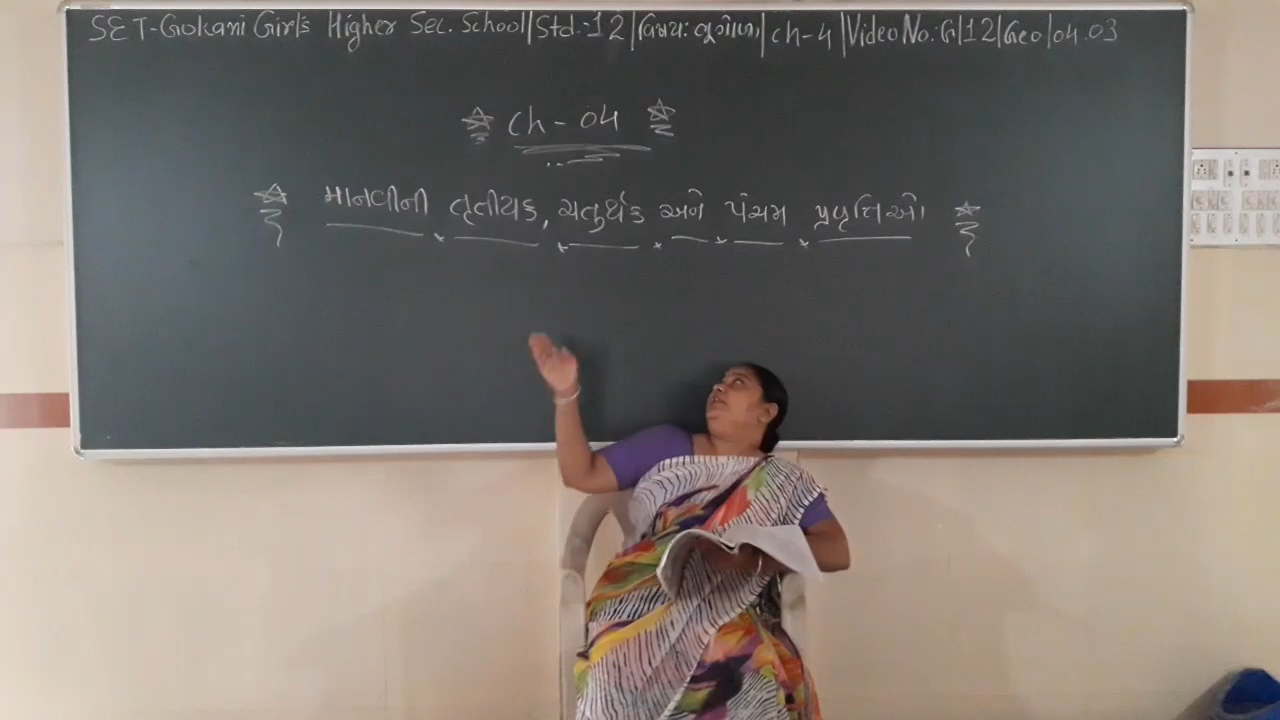 SET-Gokani Girl's Higher Sec. School|Std.-12|વિષય: ભૂગોળ|ch-4|Video No.: G|12|Geo|04.03
ch-04
માનવીની તૃતીયક, ચતુર્થક અને પંચમ પ્રવૃત્તિઓ